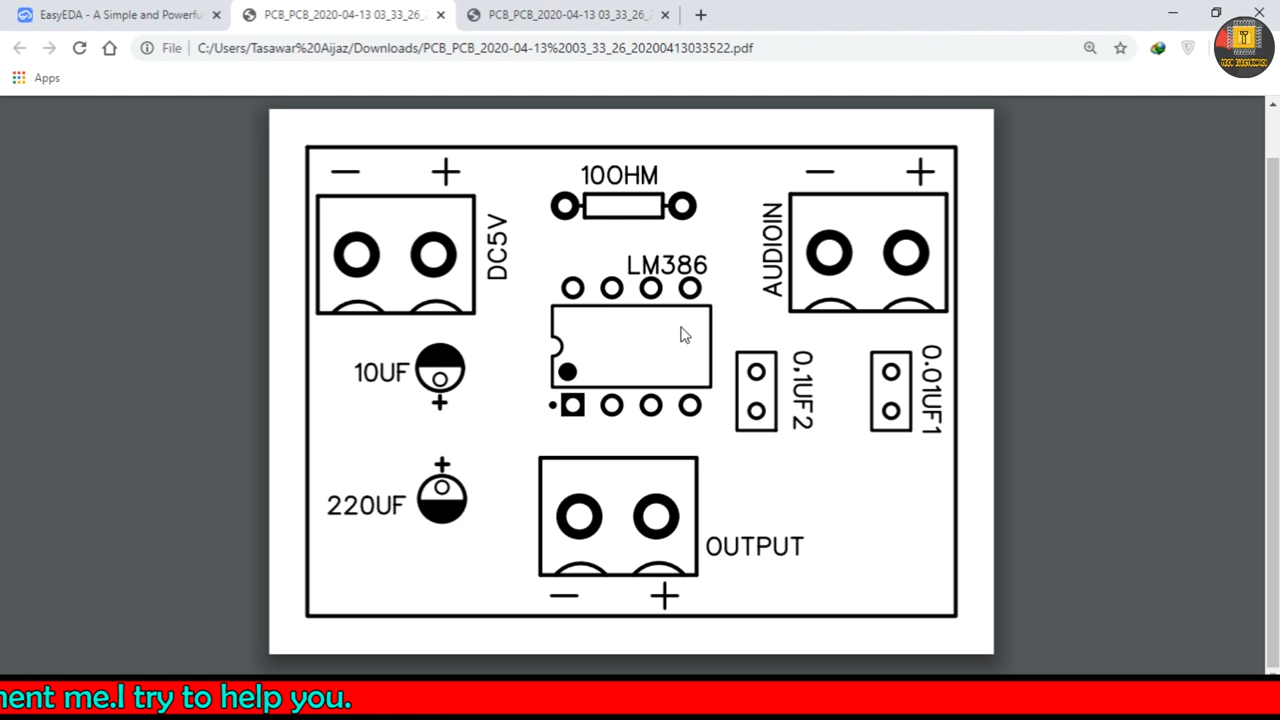 EasyEDA - A Simple and Powerfu
PCB_PCB_2020-04-13 03_33_26_
PCB_PCB_2020-04-13 03_33_26_2
File
C:/Users/Tasawar%20Aijaz/Downloads/PCB_PCB_2020-04-13%2003_33_26_20200413033522.pdf
Apps
− +
10OHM
− +
DC5V
AUDIOIN
LM386
10UF
+
0,1UF2
0.01UF1
+
220UF
OUTPUT
− +
ment me.I try to help you.